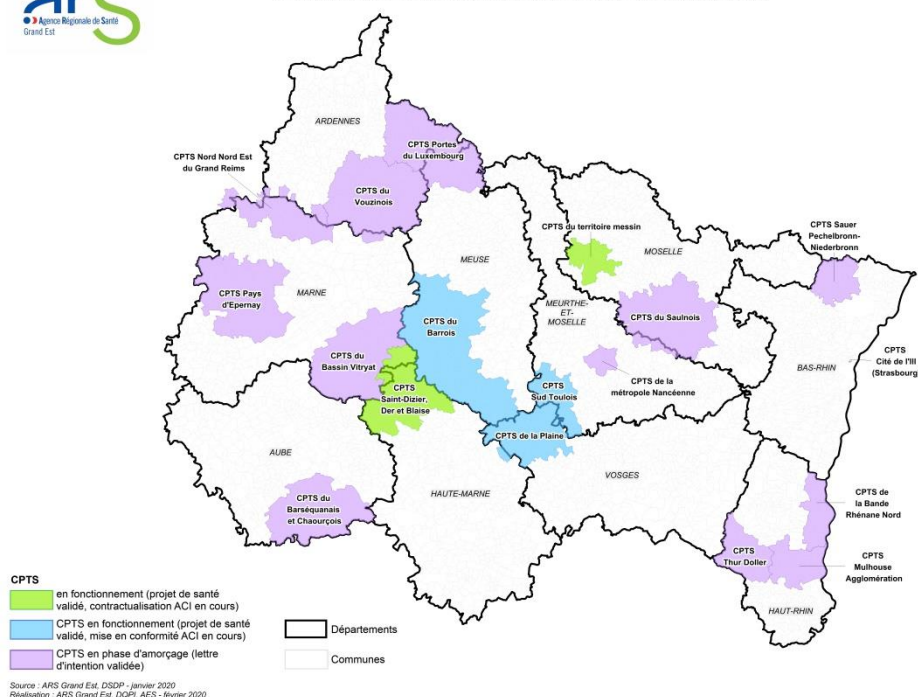 ars
Agence Régionale de Santé
Grand Est
ARDENNES
CPTS Portes
du Luxembourg
CPTS Nord Nord Est
du Grand Reims
CPTS du
Vouzinois
CPTS du territoire messin
CPTS Sauer
Pechelbronn-
Niederbronn
MOSELLE
MEUSE
CPTS Pays
d'Epernay
MARNE
MEURTHE-
ET-
MOSELLE
CPTS du Saulnois
CPTS du
Barrois
CPTS du
Bassin Vitryat
CPTS
Cité de l'Ill
(Strasbourg
BAS-RHIN
CPTS
Saint-Dizier,
Der et Blaise
CPTS
Sud Toulois
CPTS de la
métropole Nancéenne
CPTS de la Plaine
AUBE
VOSGES
HAUTE-MARNE
CPTS du
Barséquanais
et Chaourçois
CPTS de
la Bande
Rhénane Nord
CPTS
Thur Doller
CPTS
Mulhouse
Agglomération
HAUT-RHIN
CPTS
en fonctionnement (projet de santé
validé, contractualisation ACI en cours)
CPTS en fonctionnement (projet de santé
validé, mise en conformité ACI en cours)
CPTS en phase d'amorçage (lettre
d'intention validée)
Départements
Communes
Source : ARS Grand Est, DSDP - janvier 2020
Réalisation : ARS Grand Est, DQPI, AES - février 2020